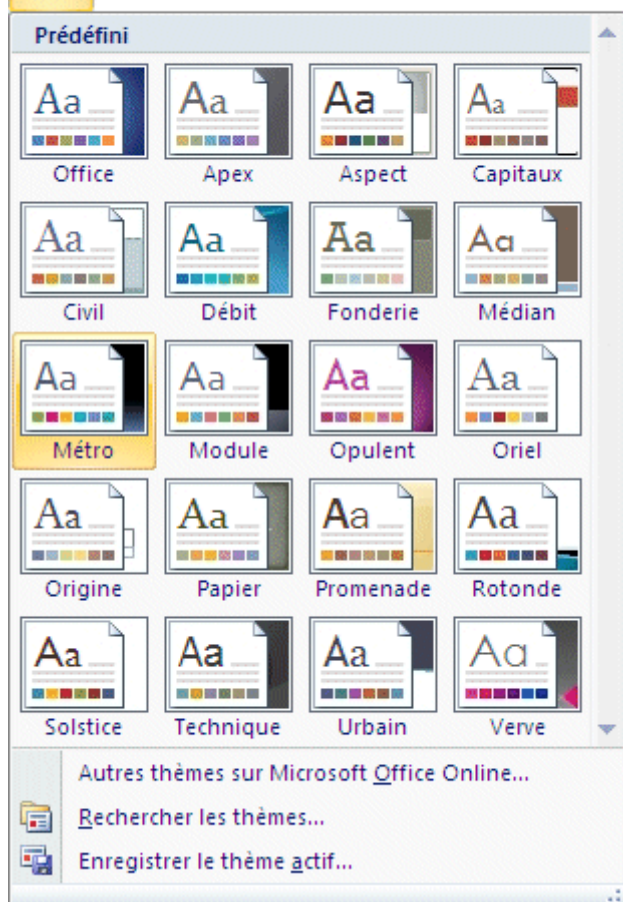 Prédéfini
Aa Aa Aa Aa
Office Apex Aspect Capitaux
Aa Aa Aa Aa
Civil Débit Fonderie Médian
Aa Aa Aa Aa
Métro Module Opulent Oriel
Aa Aa Aa Aa
Origine Papier Promenade Rotonde
Aa Aa Aa Aa
Solstice Technique Urbain Verve
Autres thèmes sur Microsoft Office Online...
Rechercher les thèmes...
Enregistrer le thème actif...